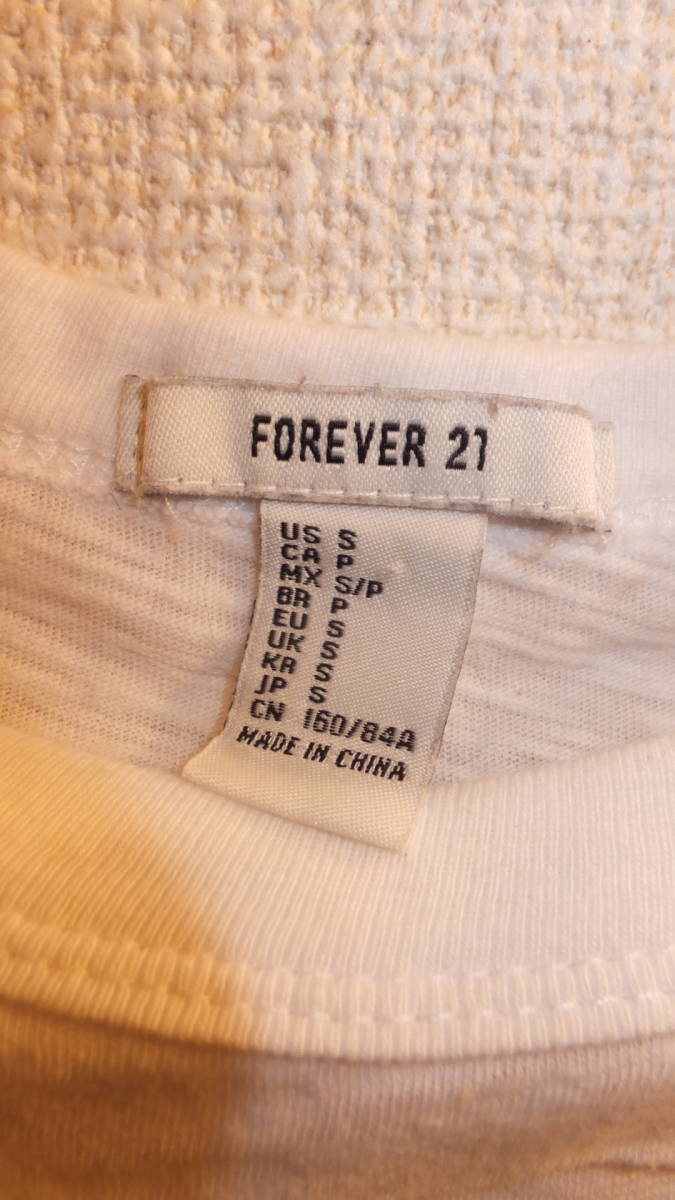 FOREVER 21
US S
CA P
MX S/P
BR P
EU S
UK S
KR S
JP S
CN 160/84A
MADE IN CHINA